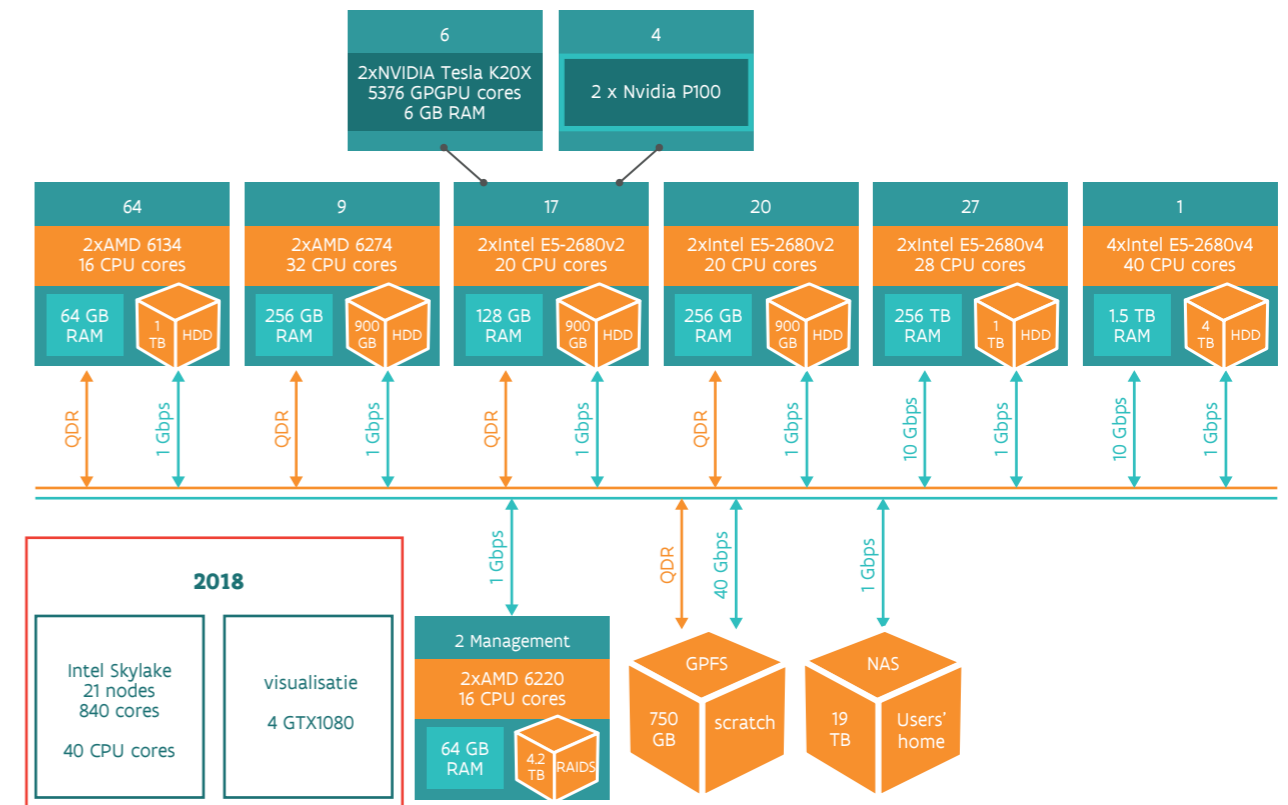 6
2xNVIDIA Tesla K20X
5376 GPGPU cores
6 GB RAM
4
2 x Nvidia P100
64
2xAMD 6134
16 CPU cores
64 GB
RAM
1
TB
HDD
9
2xAMD 6274
32 CPU cores
256 GB
RAM
900
GB
HDD
17
2xIntel E5-2680v2
20 CPU cores
128 GB
RAM
900
GB
HDD
20
2xIntel E5-2680v2
20 CPU cores
256 GB
RAM
900
GB
HDD
27
2xIntel E5-2680v4
28 CPU cores
256 TB
RAM
1
TB
HDD
1
4xIntel E5-2680v4
40 CPU cores
1.5 TB
RAM
4
TB
HDD
QDR
1 Gbps
QDR
1 Gbps
QDR
1 Gbps
QDR
1 Gbps
10 Gbps
1 Gbps
10 Gbps
1 Gbps
1 Gbps
QDR
40 Gbps
1 Gbps
2018
Intel Skylake
21 nodes
840 cores
40 CPU cores
visualisatie
4 GTX1080
2 Management
2xAMD 6220
16 CPU cores
64 GB
RAM
4.2
TB
RAIDS
GPFS
750
GB
scratch
NAS
19
TB
Users'
home